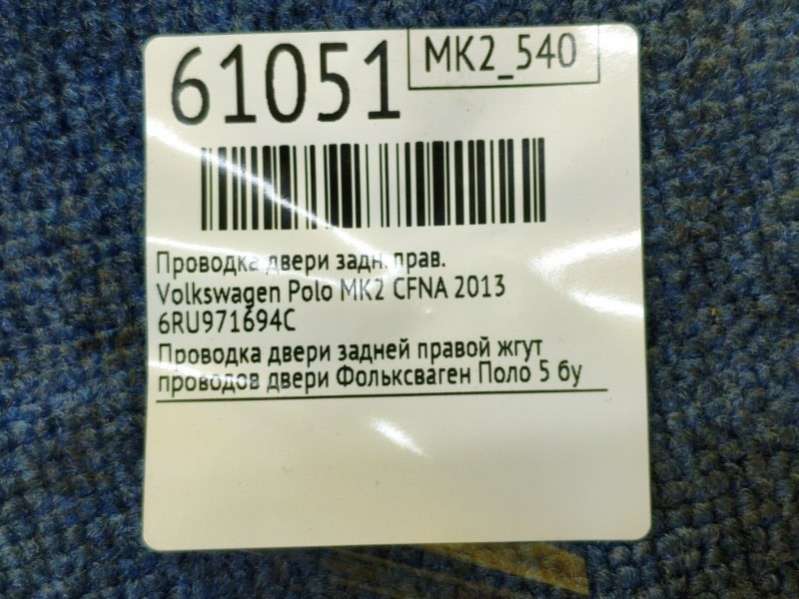 61051
MK2_540
Проводка двери задн. прав.
Volkswagen Polo MK2 CFNA 2013
6RU971694C
Проводка двери задней правой жгут
проводов двери Фольксваген Поло 5 бу